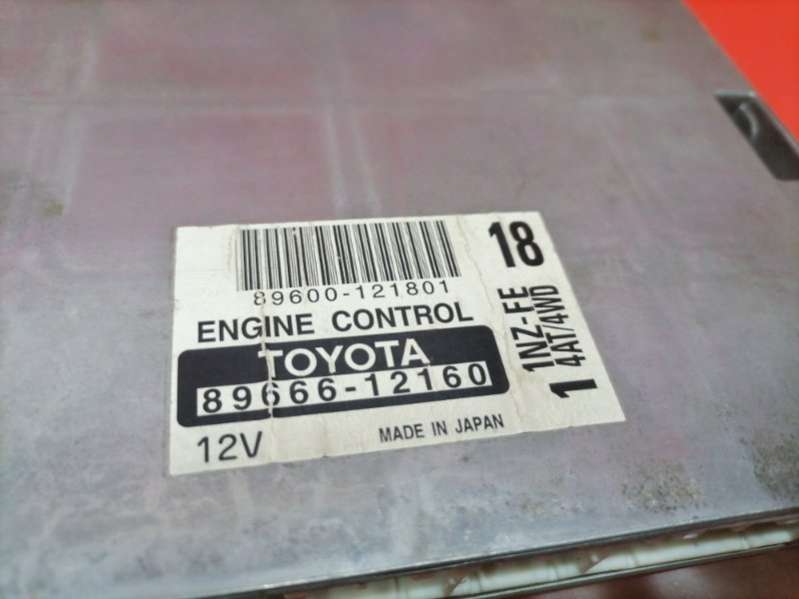 89600-121801
ENGINE CONTROL
TOYOTA
89666-12160
12V
MADE IN JAPAN
18
1NZ-FE
1 4AT/4WD